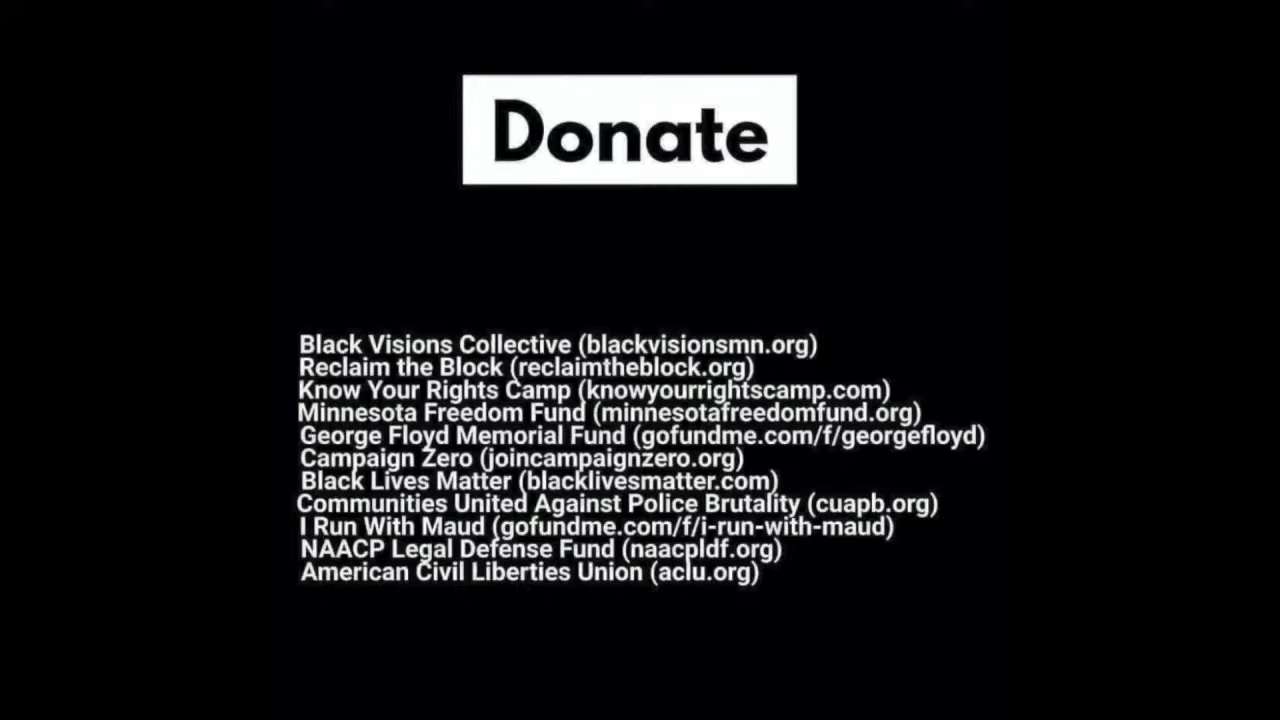 Donate
Black Visions Collective (blackvisionsmn.org)
Reclaim the Block (reclaimtheblock.org)
Know Your Rights Camp (knowyourrightscamp.com)
Minnesota Freedom Fund (minnesotafreedomfund.org)
George Floyd Memorial Fund (gofundme.com/f/georgefloyd)
Campaign Zero (joincampaignzero.org)
Black Lives Matter (blacklivesmatter.com)
Communities United Against Police Brutality (cuapb.org)
I Run With Maud (gofundme.com/f/i-run-with-maud)
NAACP Legal Defense Fund (naacpldf.org)
American Civil Liberties Union (aclu.org)